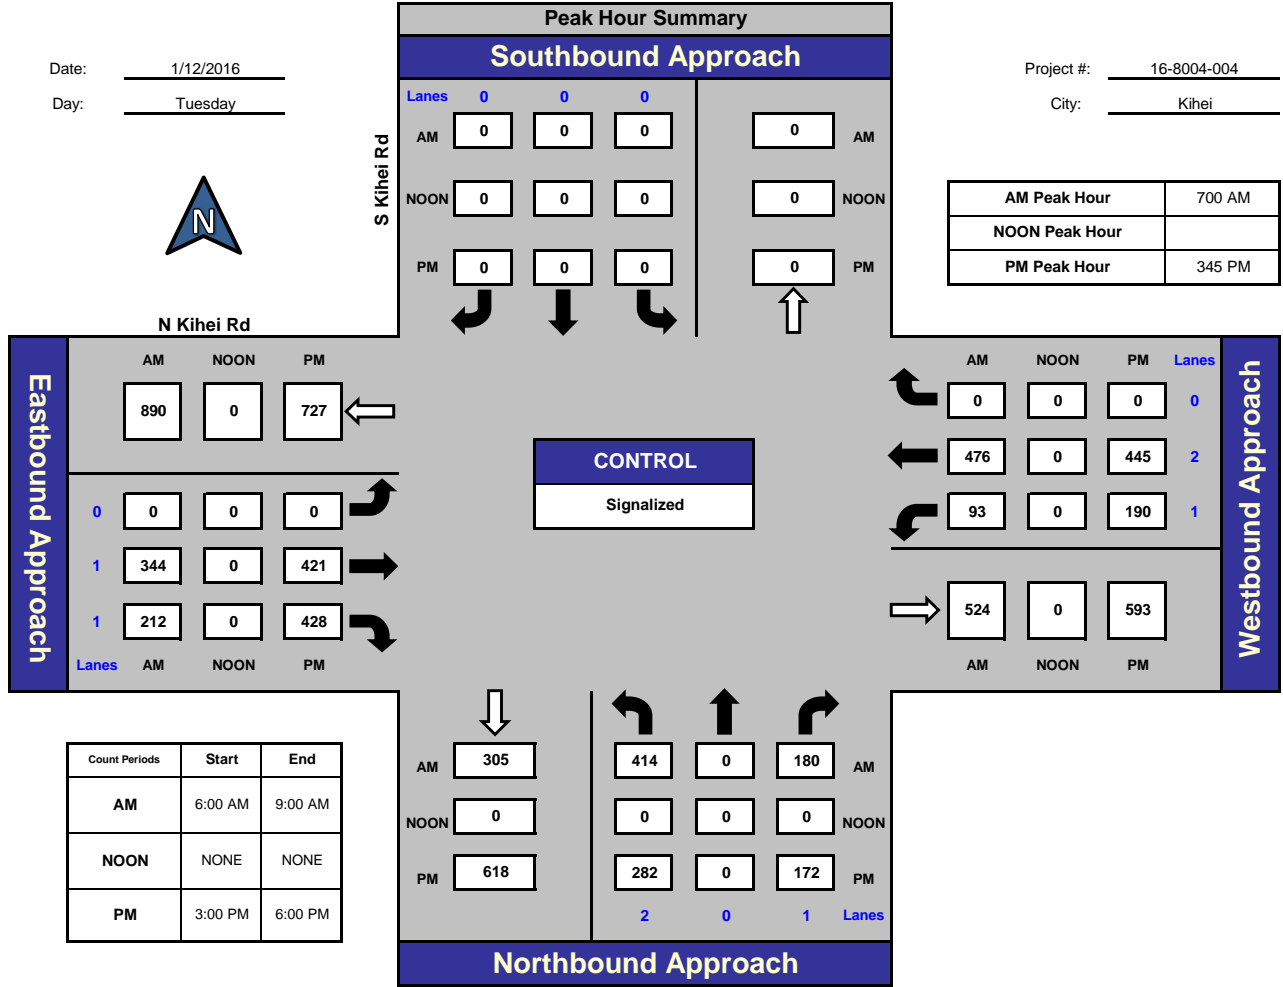 Peak Hour Summary
Southbound Approach
Date: 1/12/2016
Day: Tuesday
Project #: 16-8004-004
City: Kihei
N
S Kihei Rd
Lanes 0 0 0
AM 0 0 0 0 AM
NOON 0 0 0 0 NOON
PM 0 0 0 0 PM
AM Peak Hour 700 AM
NOON Peak Hour
PM Peak Hour 345 PM
N Kihei Rd
Eastbound Approach
AM NOON PM
890 0 727
0 0 0 0
1 344 0 421
1 212 0 428
Lanes AM NOON PM
CONTROL
Signalized
AM NOON PM Lanes
0 0 0 0
476 0 445 2
93 0 190 1
524 0 593
AM NOON PM
Westbound Approach
Count Periods Start End
AM 6:00 AM 9:00 AM
NOON NONE NONE
PM 3:00 PM 6:00 PM
AM 305 414 0 180 AM
NOON 0 0 0 0 NOON
PM 618 282 0 172 PM
2 0 1 Lanes
Northbound Approach